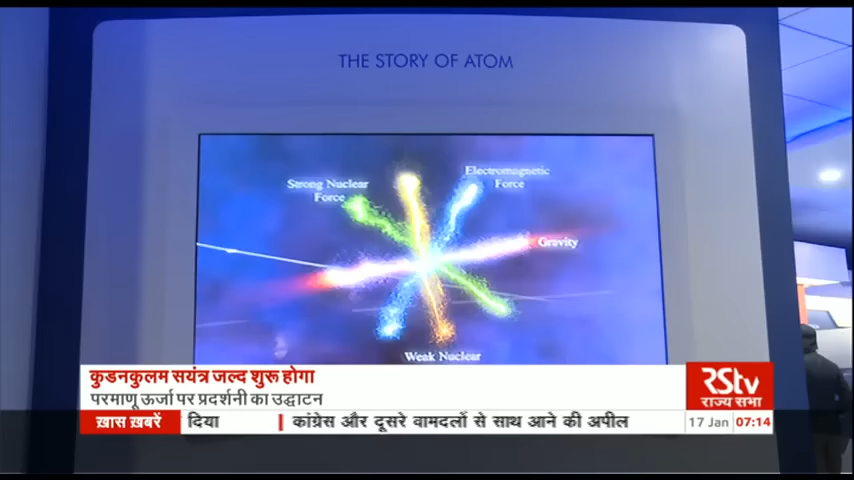 THE STORY OF ATOM
Strong Nuclear
Force
Electromagnetic
Force
Gravity
Weak Nuclear
कुडनकुलम सयंत्र जल्द शुरू होगा
परमाणू ऊर्जा पर प्रदर्शनी का उद्घाटन
RStv
राज्य सभा
ख़ास ख़बरें दिया कांग्रेस और दूसरे वामदलों से साथ आने की अपील 17 Jan 07:14